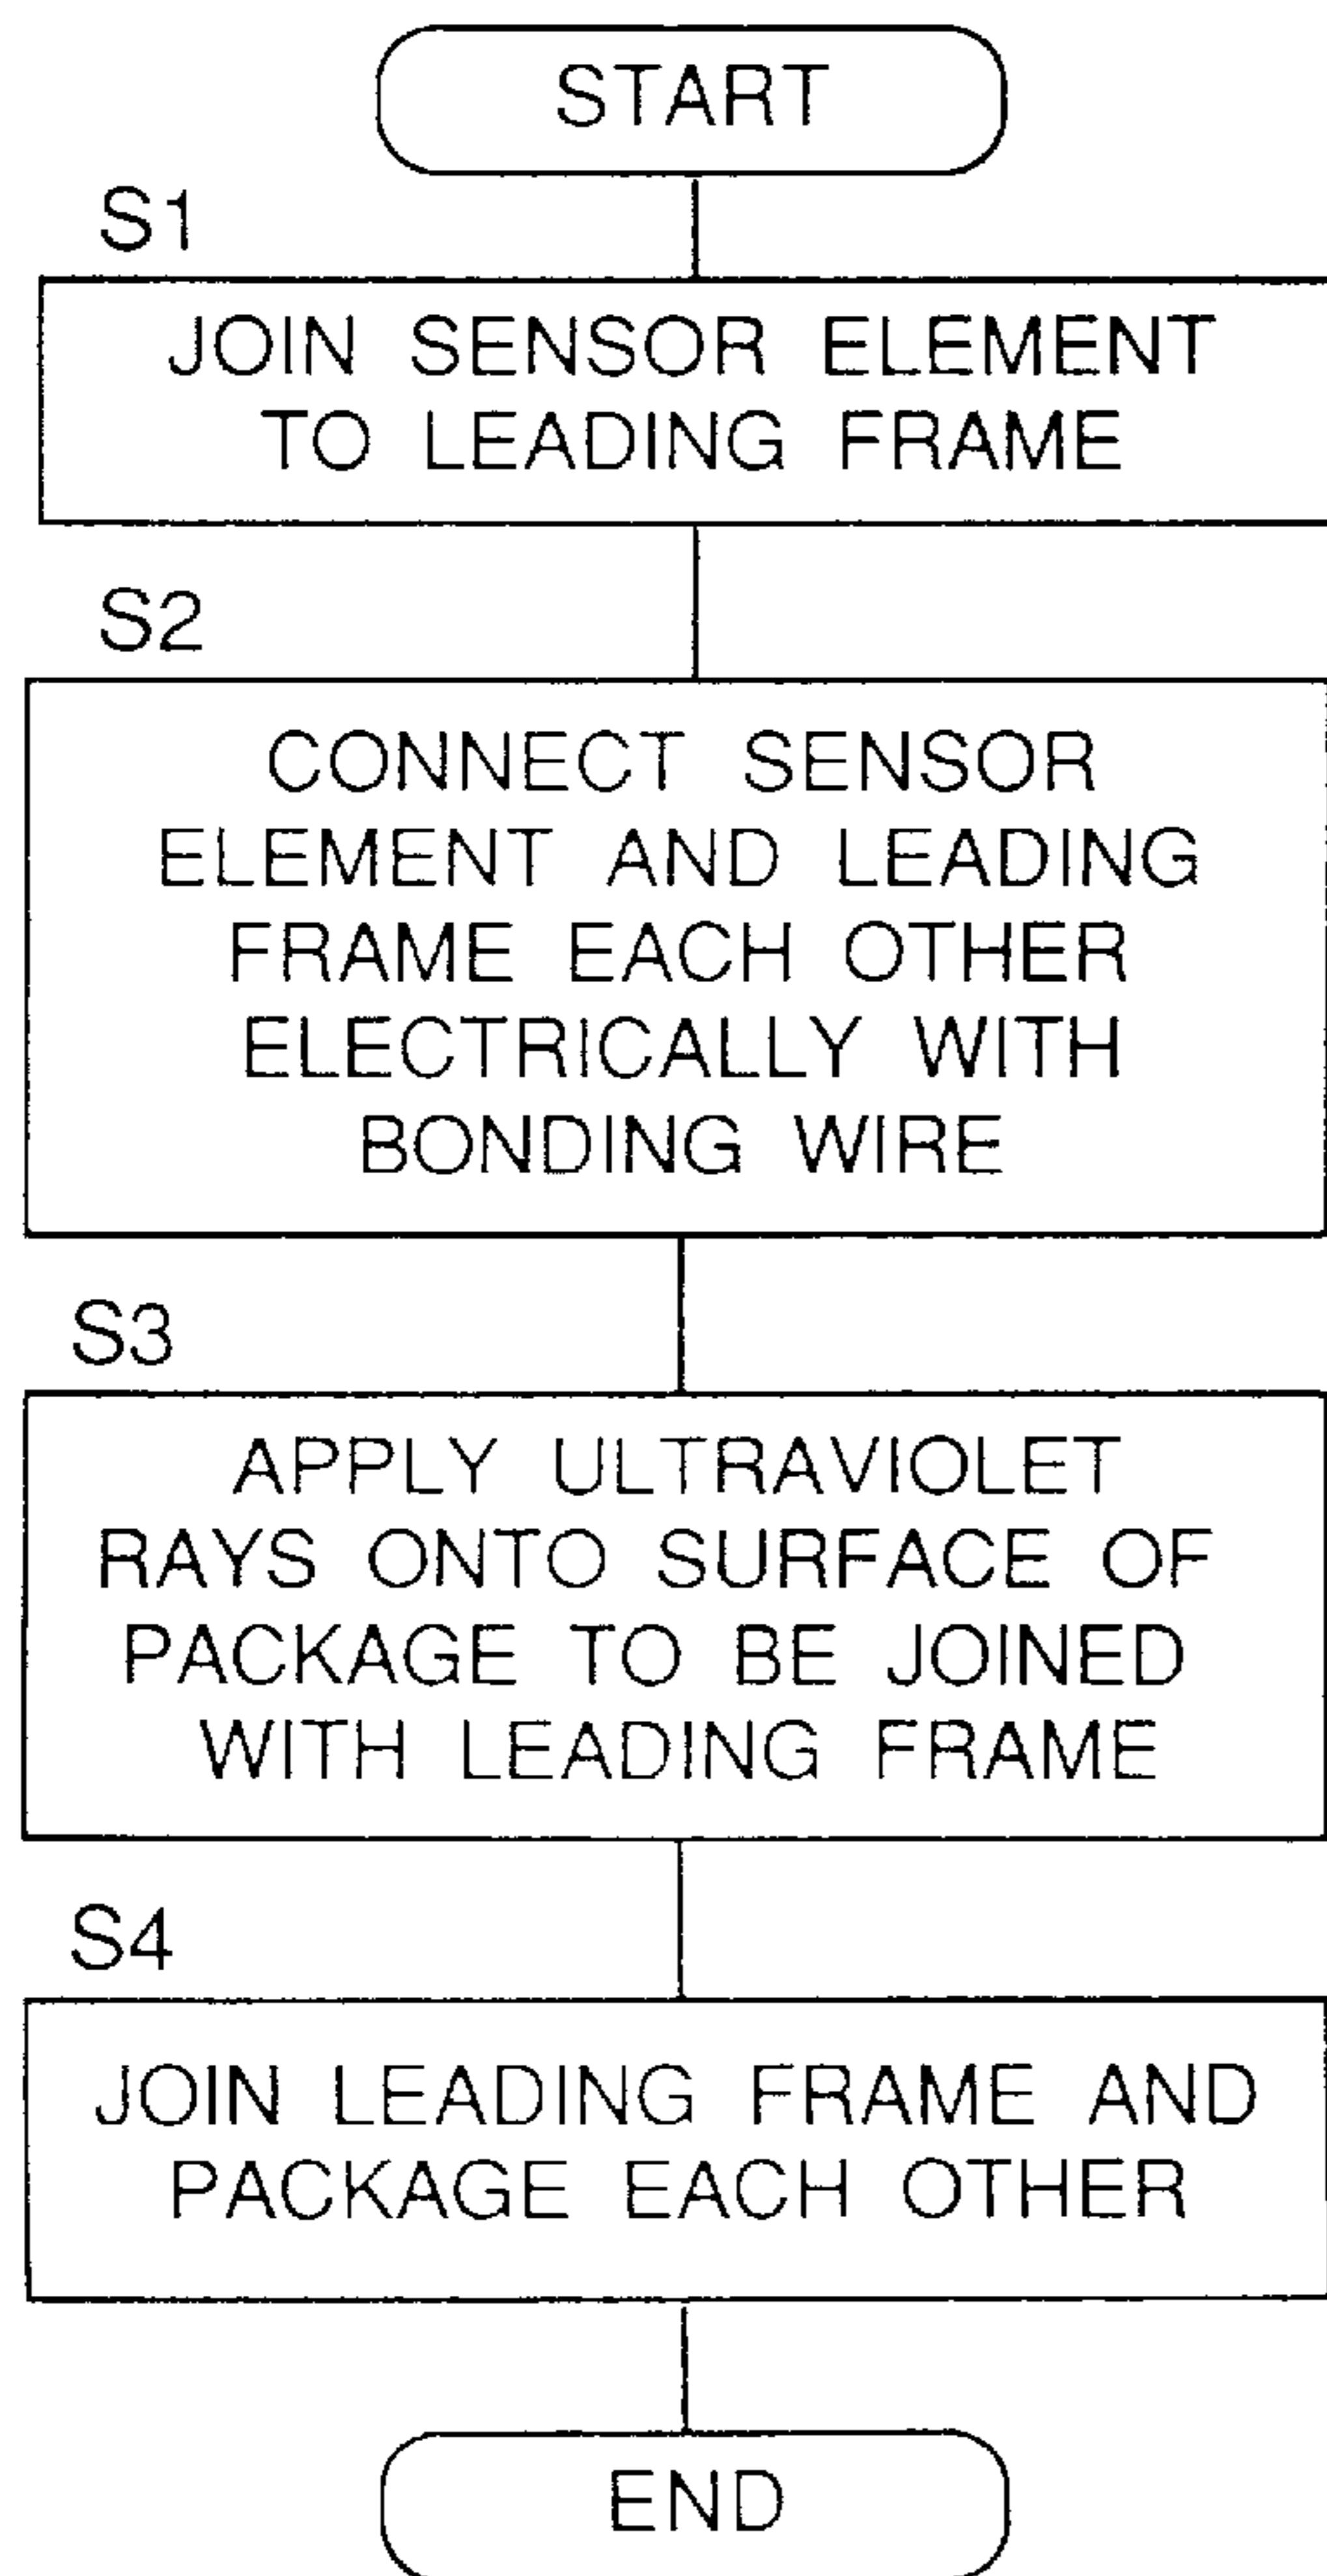 START
S1
JOIN SENSOR ELEMENT
TO LEADING FRAME
S2
CONNECT SENSOR
ELEMENT AND LEADING
FRAME EACH OTHER
ELECTRICALLY WITH
BONDING WIRE
S3
APPLY ULTRAVIOLET
RAYS ONTO SURFACE OF
PACKAGE TO BE JOINED
WITH LEADING FRAME
S4
JOIN LEADING FRAME AND
PACKAGE EACH OTHER
END